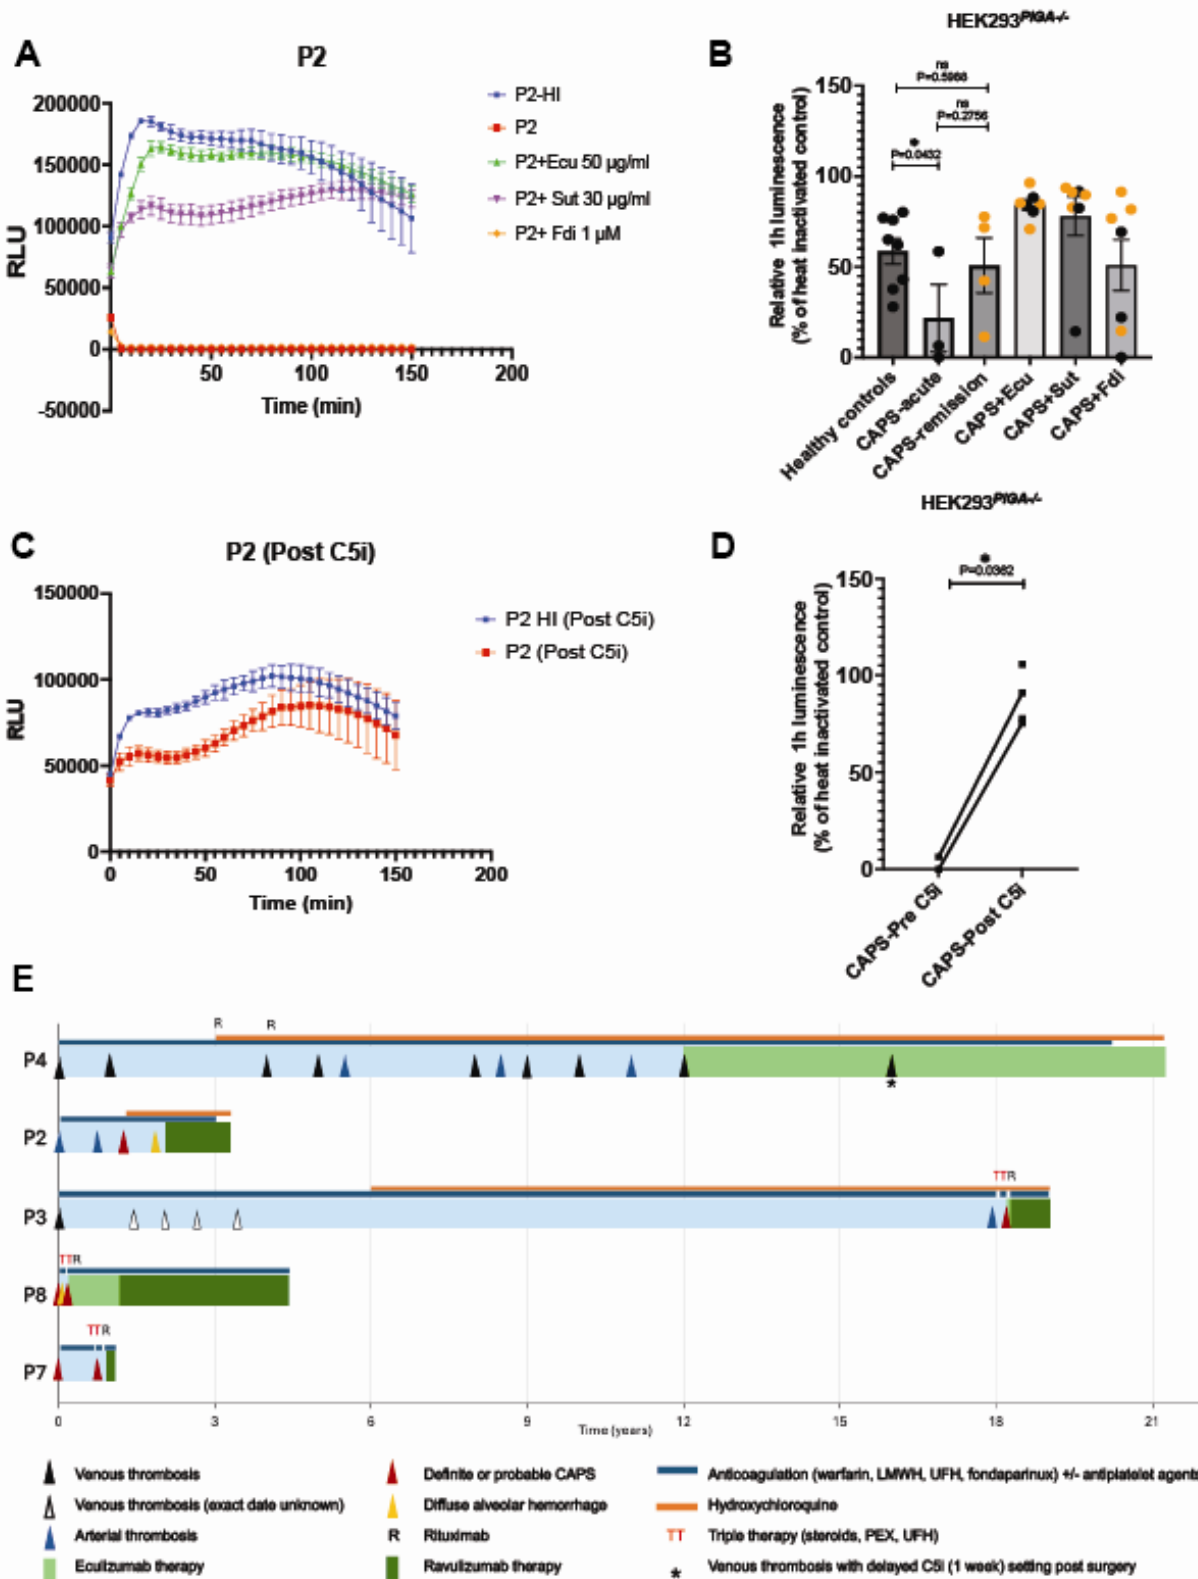 A
P2
RLU
200000
150000
100000
50000
0
-50000
50
100
150
200
Time (min)
P2-HI
P2
P2+Ecu 50 µg/ml
P2+ Sut 30 µg/ml
P2+ Fdi 1 µM
B
HEK293PIGA-/-
Relative 1h luminescence
(% of heat inactivated control)
150
100
50
0
ns
P=0.5968
ns
P=0.2756
*
P=0.0432
Healthy controls
CAPS-acute
CAPS-remission
CAPS+Ecu
CAPS+Sut
CAPS+Fdi
C
P2 (Post C5i)
RLU
150000
100000
50000
0
0
50
100
150
200
Time (min)
P2 HI (Post C5i)
P2 (Post C5i)
D
HEK293PIGA-/-
Relative 1h luminescence
(% of heat inactivated control)
150
100
50
0
*
P=0.0362
CAPS-Pre C5i
CAPS-Post C5i
E
R R
P4
*
P2
TTR
P3
TTR
P8
TTR
P7
0 3 6 9 12 15 18 21
Time (years)
Venous thrombosis
Venous thrombosis (exact date unknown)
Arterial thrombosis
Eculizumab therapy
Definite or probable CAPS
Diffuse alveolar hemorrhage
R Rituximab
Ravulizumab therapy
Anticoagulation (warfarin, LMWH, UFH, fondaparinux) +/- antiplatelet agents
Hydroxychloroquine
TT Triple therapy (steroids, PEX, UFH)
* Venous thrombosis with delayed C5i (1 week) setting post surgery